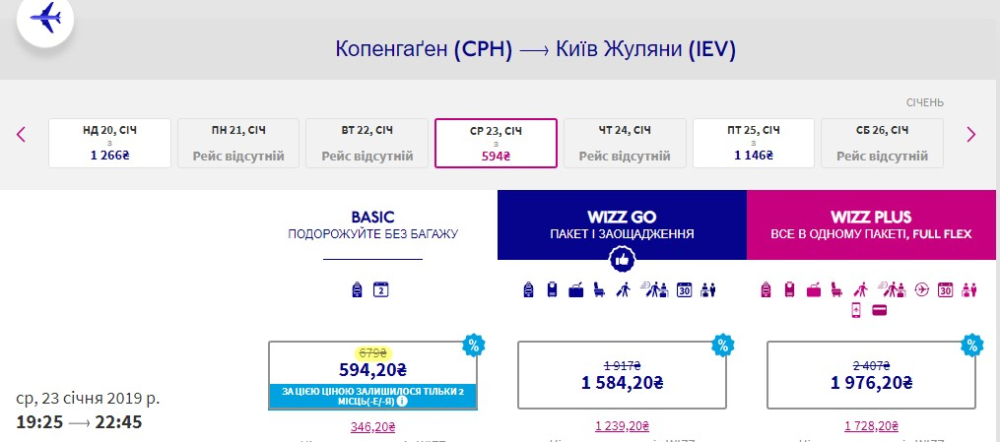 Копенгаґен (CPH) → Київ Жуляни (IEV)
СІЧЕНЬ
НД 20, СІЧ
з
1 266₴
ПН 21, СІЧ
Рейс відсутній
ВТ 22, СІЧ
Рейс відсутній
СР 23, СІЧ
з
594₴
ЧТ 24, СІЧ
Рейс відсутній
ПТ 25, СІЧ
з
1 146₴
СБ 26, СІЧ
Рейс відсутній
BASIC
ПОДОРОЖУЙТЕ БЕЗ БАГАЖУ
WIZZ GO
ПАКЕТ І ЗАОЩАДЖЕННЯ
WIZZ PLUS
ВСЕ В ОДНОМУ ПАКЕТІ, FULL FLEX
2
30
30
ср, 23 січня 2019 р.
19:25 → 22:45
%
679₴
594,20₴
ЗА ЦІЄЮ ЦІНОЮ ЗАЛИШИЛОСЯ ТІЛЬКИ 2
МІСЦЬ(-Е/-Я)
346,20₴
%
1 917₴
1 584,20₴
1 239,20₴
%
2 407₴
1 976,20₴
1 728,20₴